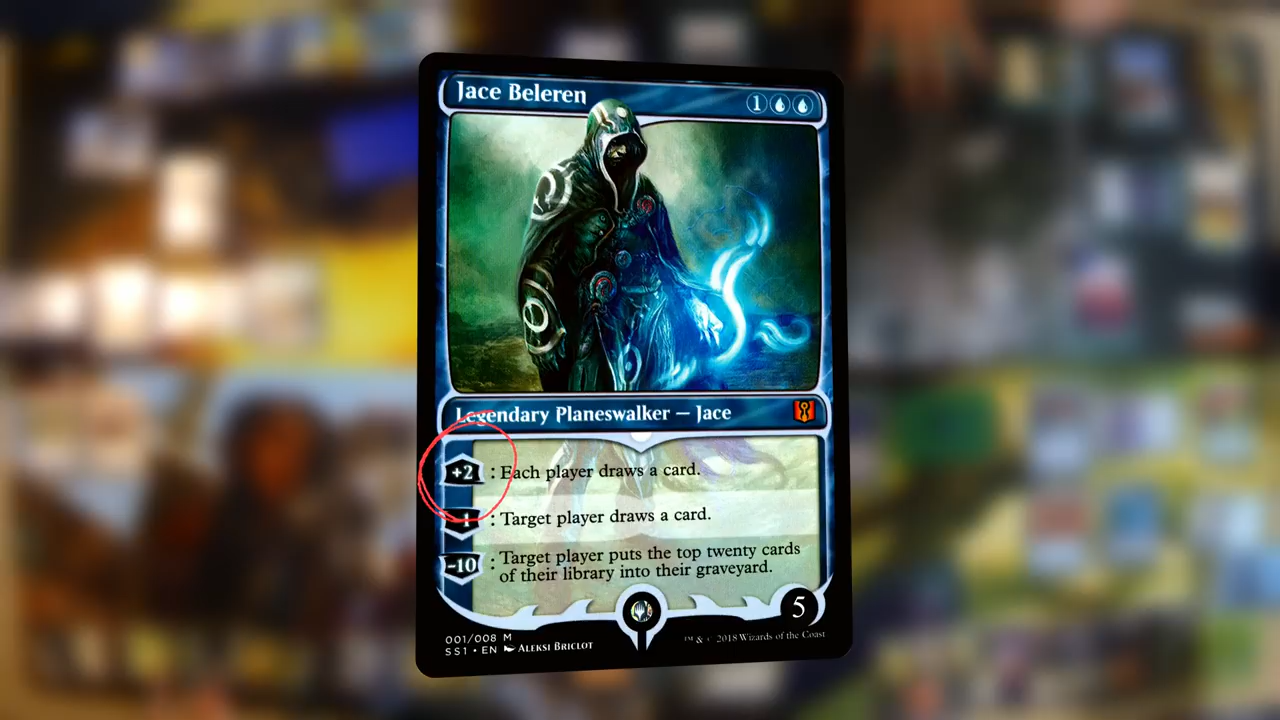 Jace Beleren 1
Legendary Planeswalker — Jace
+2 : Each player draws a card.
-1 : Target player draws a card.
-10 : Target player puts the top twenty cards
of their library into their graveyard.
5
001/008 M
SS1 • EN Aleksi Briclot
™ & © 2018 Wizards of the Coast